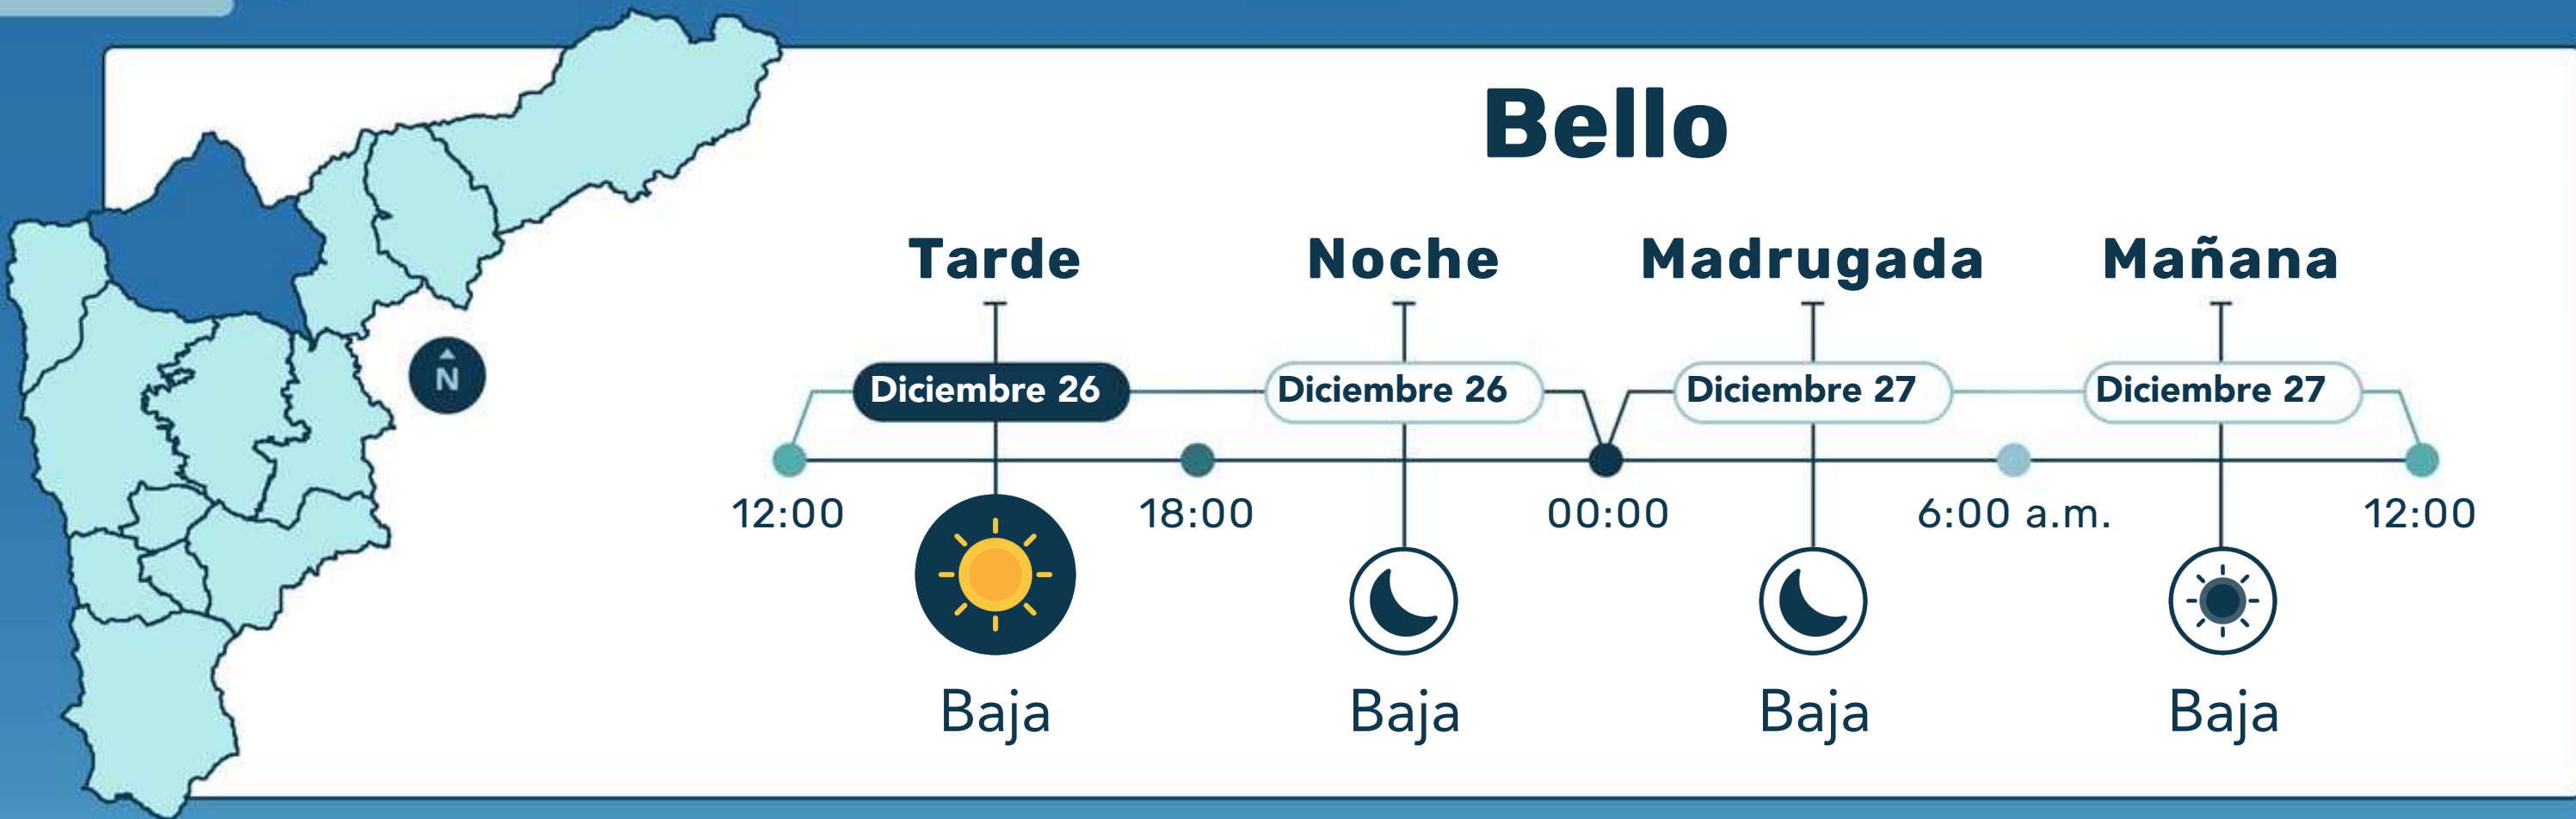 Bello
Tarde Noche Madrugada Mañana
N
Diciembre 26 Diciembre 26 Diciembre 27 Diciembre 27
12:00 18:00 00:00 6:00 a.m. 12:00
Baja Baja Baja Baja